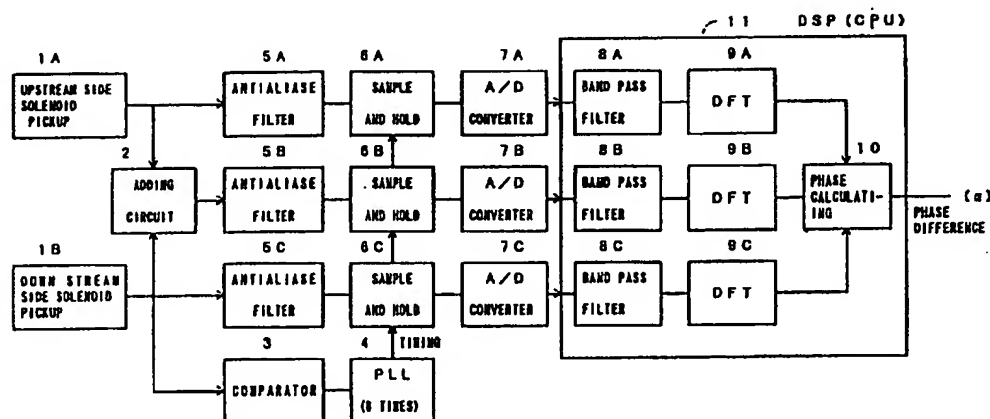 11 DSP (CPU)
1A 5A 6A 7A 8A 9A
UPSTREAM SIDE
SOLENOID
PICKUP
ANTIALIASE
FILTER
SAMPLE
AND HOLD
A/D
CONVERTER
BAND PASS
FILTER
DFT
2 5B 6B 7B 8B 9B 10
ADDING
CIRCUIT
ANTIALIASE
FILTER
SAMPLE
AND HOLD
A/D
CONVERTER
BAND PASS
FILTER
DFT
PHASE
CALCULATI-
ING
(α)
PHASE
DIFFERENCE
1B 5C 6C 7C 8C 9C
DOWN STREAM
SIDE SOLENOID
PICKUP
ANTIALIASE
FILTER
SAMPLE
AND HOLD
A/D
CONVERTER
BAND PASS
FILTER
DFT
3 4 TIMING
COMPARATOR
PLL
(8 TIMES)